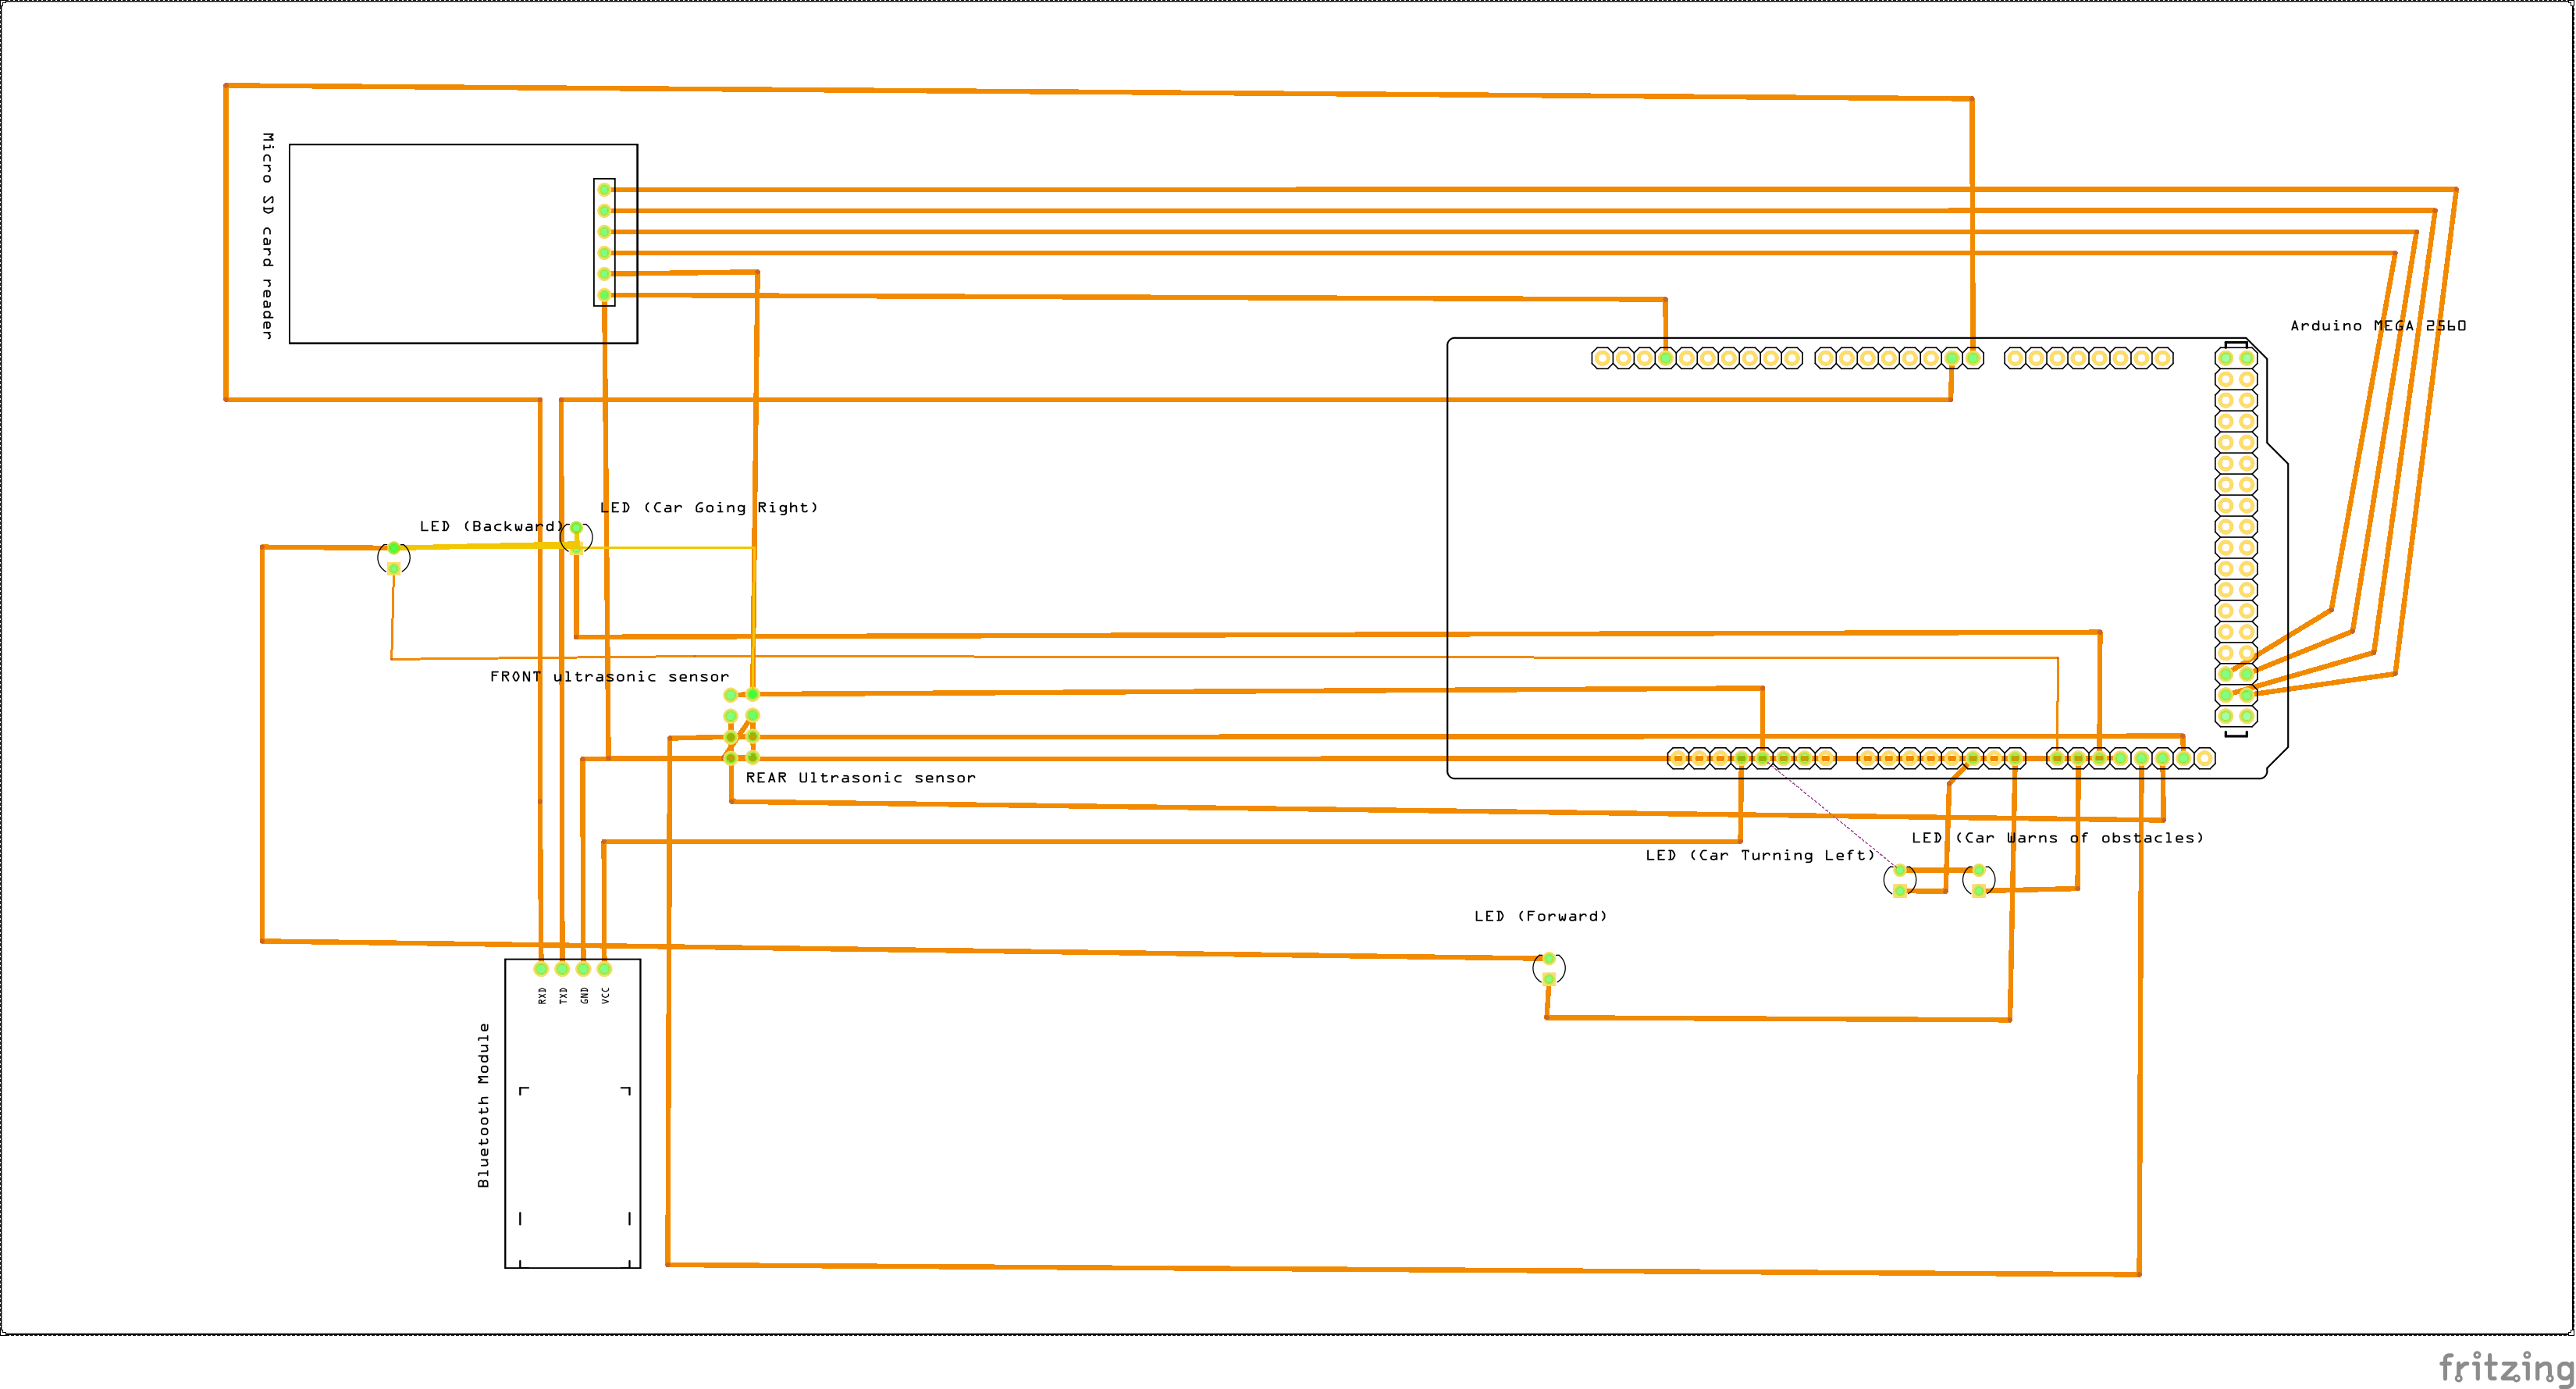 Micro SD card reader
Arduino MEGA 2560
LED (Car Going Right)
LED (Backward)
FRONT ultrasonic sensor
REAR Ultrasonic sensor
LED (Car Warns of obstacles)
LED (Car Turning Left)
LED (Forward)
RXD
TXD
GND
VCC
Bluetooth Module
fritzing